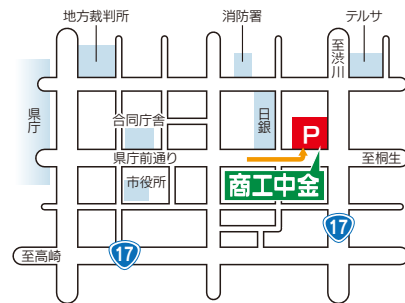 地方裁判所
消防署
テルサ
至渋川
県庁
合同庁舎
日銀
P
県庁前通り
至桐生
市役所
商工中金
17
至高崎
17